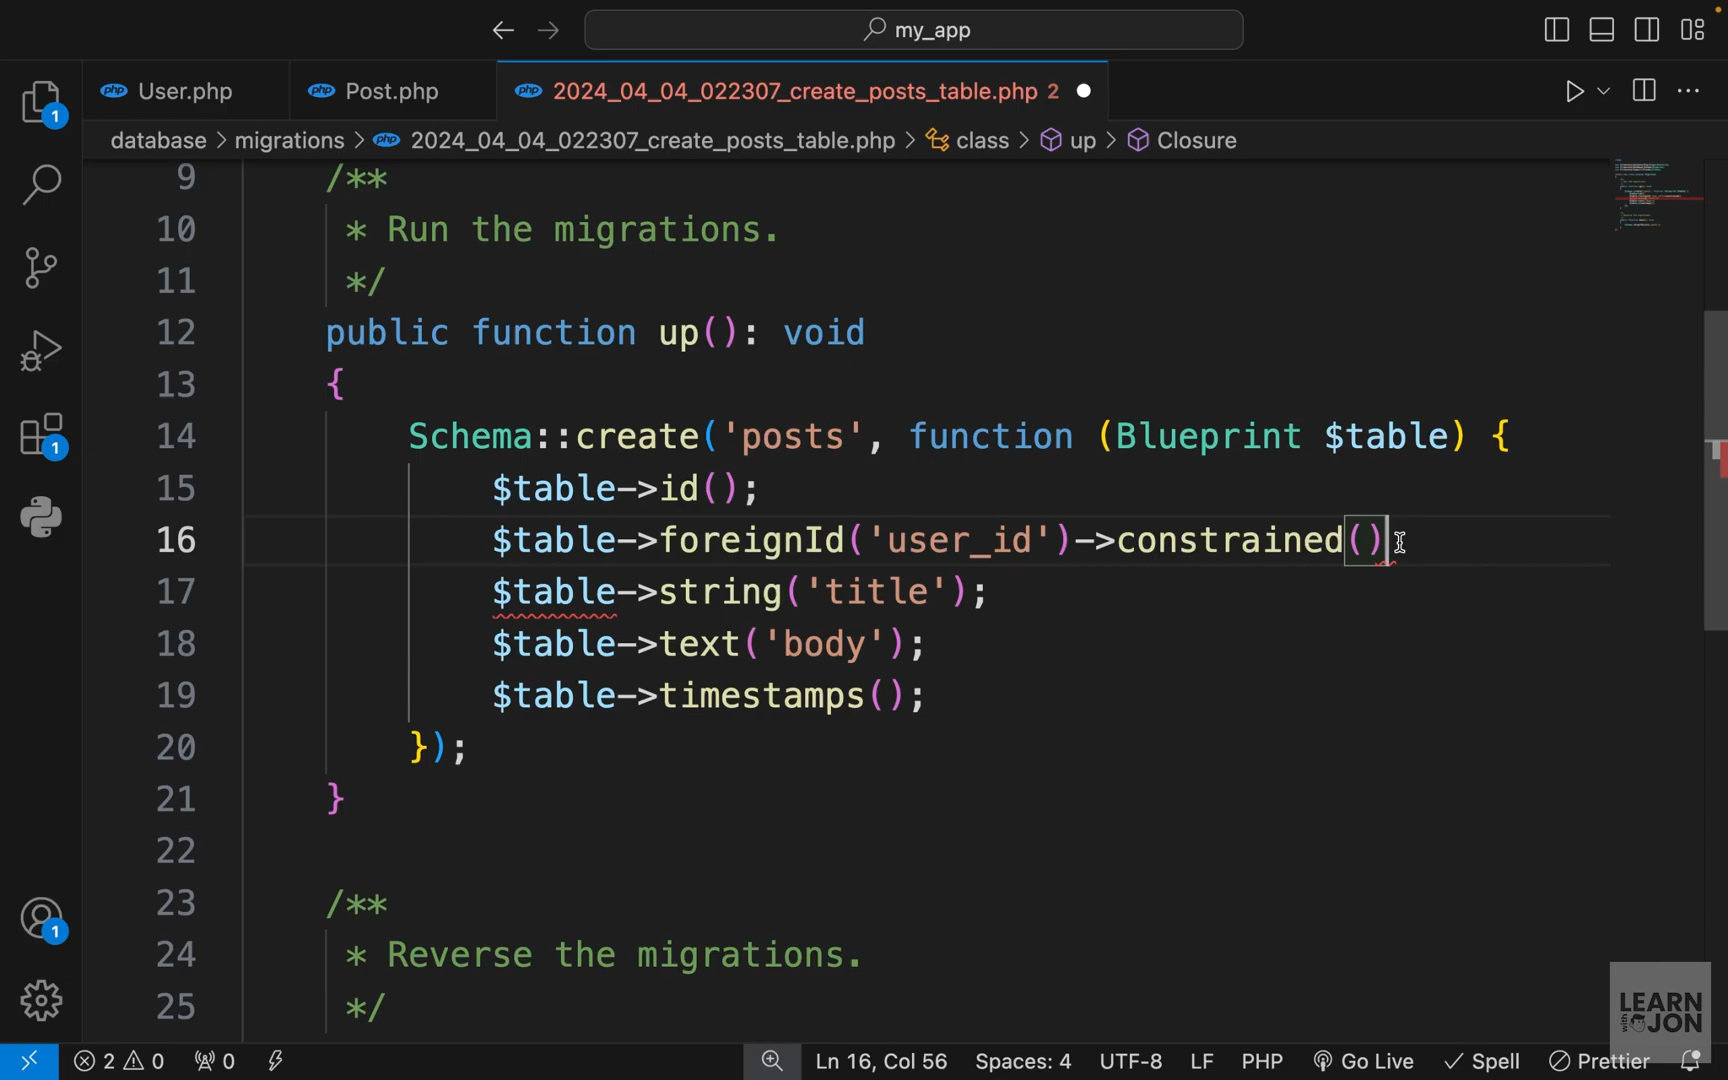 my_app
User.php
Post.php
2024_04_04_022307_create_posts_table.php 2
database > migrations > 2024_04_04_022307_create_posts_table.php > class > up > Closure
9 /**
10 * Run the migrations.
11 */
12 public function up(): void
13 {
14 Schema::create('posts', function (Blueprint $table) {
15 $table->id();
16 $table->foreignId('user_id')->constrained()
17 $table->string('title');
18 $table->text('body');
19 $table->timestamps();
20 });
21 }
22
23 /**
24 * Reverse the migrations.
25 */
1
1
1
LEARN
with JON
2 0 0 Ln 16, Col 56 Spaces: 4 UTF-8 LF PHP Go Live Spell Prettier